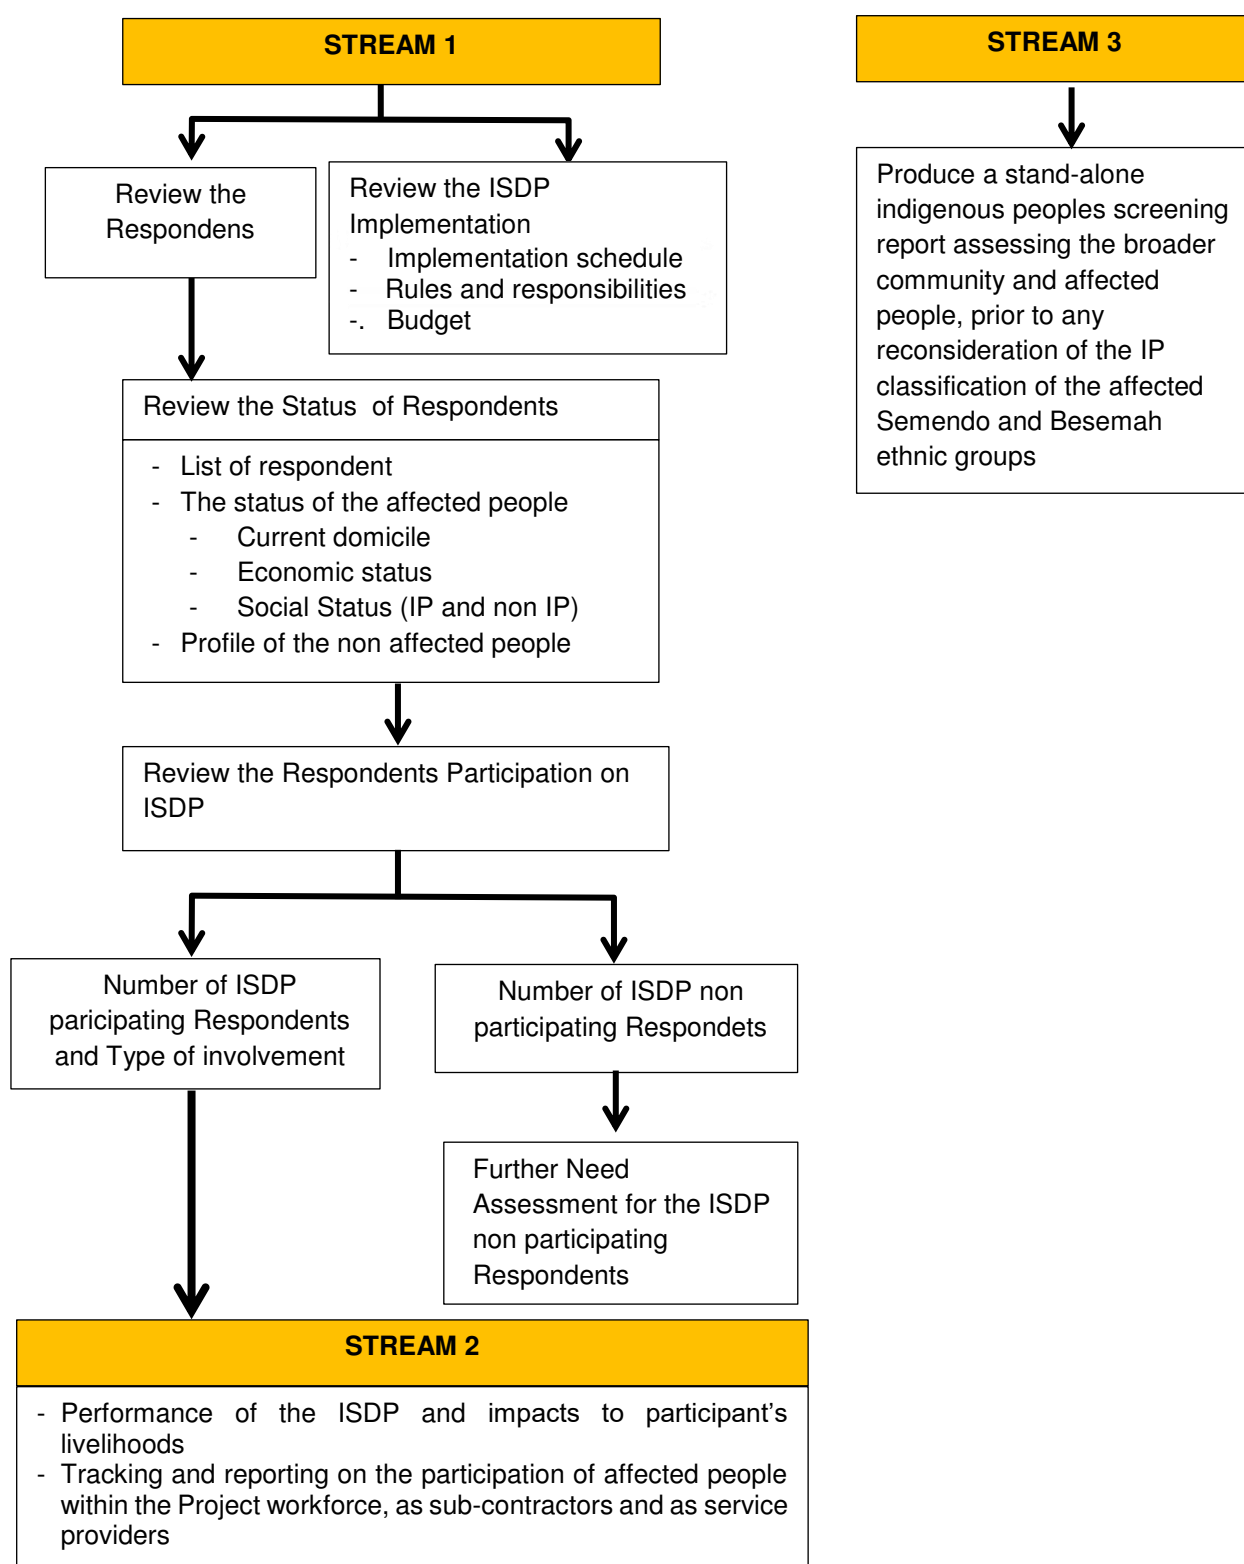 STREAM 1
Review the
Respondens
Review the ISDP
Implementation
- Implementation schedule
- Rules and responsibilities
-. Budget
Review the Status of Respondents
- List of respondent
- The status of the affected people
- Current domicile
- Economic status
- Social Status (IP and non IP)
- Profile of the non affected people
Review the Respondents Participation on
ISDP
Number of ISDP
paricipating Respondents
and Type of involvement
Number of ISDP non
participating Respondets
Further Need
Assessment for the ISDP
non participating
Respondents
STREAM 2
- Performance of the ISDP and impacts to participant's
livelihoods
- Tracking and reporting on the participation of affected people
within the Project workforce, as sub-contractors and as service
providers
STREAM 3
Produce a stand-alone
indigenous peoples screening
report assessing the broader
community and affected
people, prior to any
reconsideration of the IP
classification of the affected
Semendo and Besemah
ethnic groups